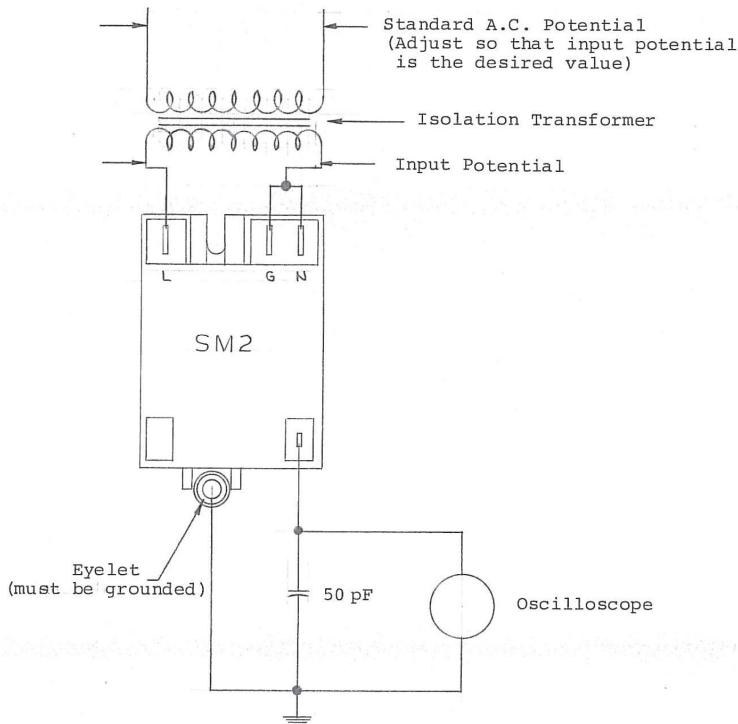 Standard A.C. Potential
(Adjust so that input potential
is the desired value)
Isolation Transformer
Input Potential
L
G
N
SM2
Eyelet
(must be grounded)
50 pF
Oscilloscope